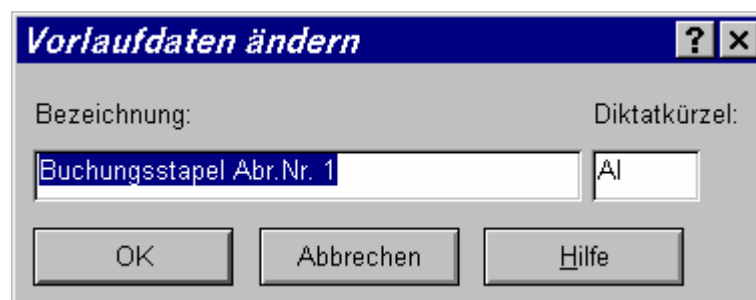 Vorlaufdaten ändern ? ×
Bezeichnung: Diktatkürzel:
Buchungsstapel Abr.Nr. 1 Al
OK Abbrechen Hilfe